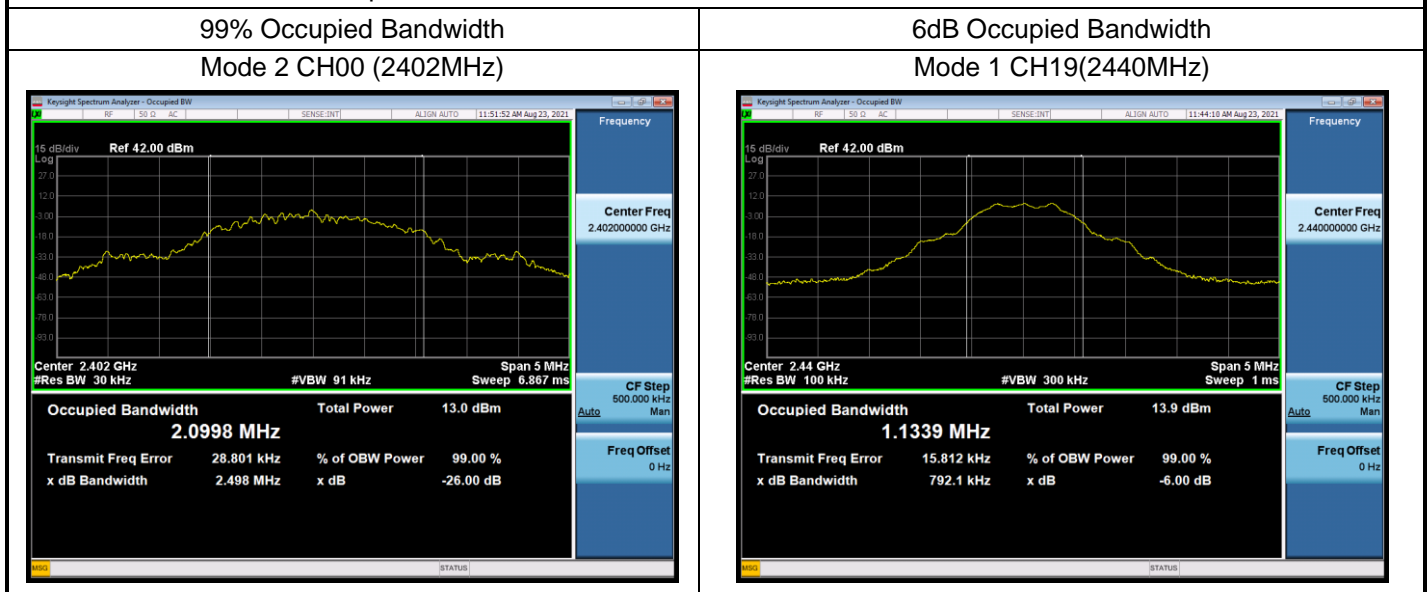 99% Occupied Bandwidth
6dB Occupied Bandwidth
Mode 2 CH00 (2402MHz)
Mode 1 CH19(2440MHz)
Keysight Spectrum Analyzer - Occupied BW
RF 50 Ω AC SENSE:INT ALIGN AUTO 11:51:52 AM Aug 23, 2021
Frequency
15 dB/div Ref 42.00 dBm
Log
27.0
12.0
-3.00
-18.0
-33.0
-48.0
-63.0
-78.0
-93.0
Center 2.402 GHz Span 5 MHz
#Res BW 30 kHz #VBW 91 kHz Sweep 6.867 ms
Center Freq
2.402000000 GHz
CF Step
500.000 kHz
Auto Man
Freq Offset
0 Hz
Occupied Bandwidth Total Power 13.0 dBm
2.0998 MHz
Transmit Freq Error 28.801 kHz % of OBW Power 99.00 %
x dB Bandwidth 2.498 MHz x dB -26.00 dB
MSG STATUS
Keysight Spectrum Analyzer - Occupied BW
RF 50 Ω AC SENSE:INT ALIGN AUTO 11:44:10 AM Aug 23, 2021
Frequency
15 dB/div Ref 42.00 dBm
Log
27.0
12.0
-3.00
-18.0
-33.0
-48.0
-63.0
-78.0
-93.0
Center 2.44 GHz Span 5 MHz
#Res BW 100 kHz #VBW 300 kHz Sweep 1 ms
Center Freq
2.440000000 GHz
CF Step
500.000 kHz
Auto Man
Freq Offset
0 Hz
Occupied Bandwidth Total Power 13.9 dBm
1.1339 MHz
Transmit Freq Error 15.812 kHz % of OBW Power 99.00 %
x dB Bandwidth 792.1 kHz x dB -6.00 dB
MSG STATUS